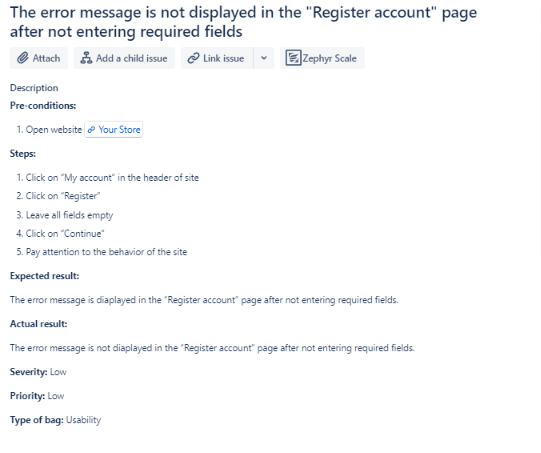 The error message is not displayed in the "Register account" page
after not entering required fields
Attach Add a child issue Link issue Zephyr Scale
Description
Pre-conditions:
1. Open website Your Store
Steps:
1. Click on "My account" in the header of site
2. Click on "Register"
3. Leave all fields empty
4. Click on "Continue"
5. Pay attention to the behavior of the site
Expected result:
The error message is diaplayed in the "Register account" page after not entering required fields.
Actual result:
The error message is not diaplayed in the "Register account" page after not entering required fields.
Severity: Low
Priority: Low
Type of bag: Usability